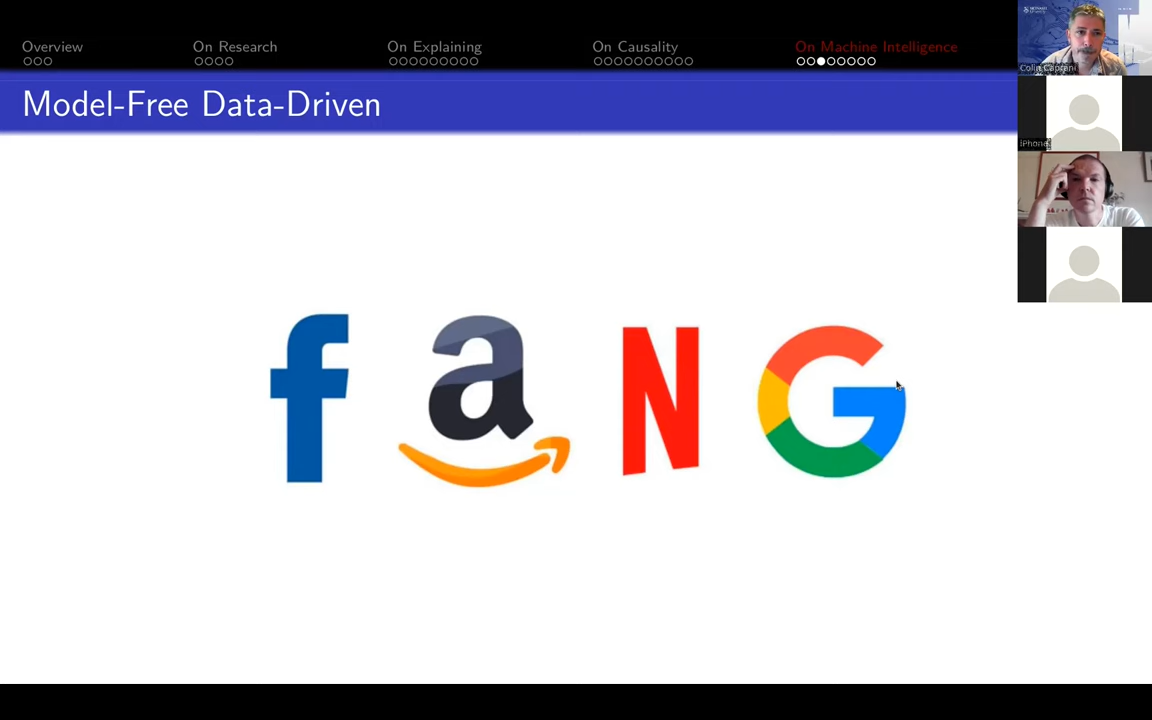 Overview
On Research
On Explaining
On Causality
On Machine Intelligence
Model-Free Data-Driven
f a N G
Colin Caprani
iPhone